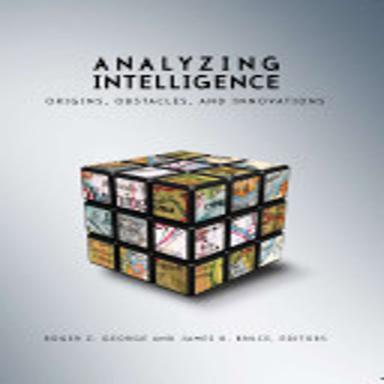 ANALYZING
INTELLIGENCE
ORIGINS, OBSTACLES, AND INNOVATIONS
ROGER Z. GEORGE AND JAMES B. BRUCE, EDITORS